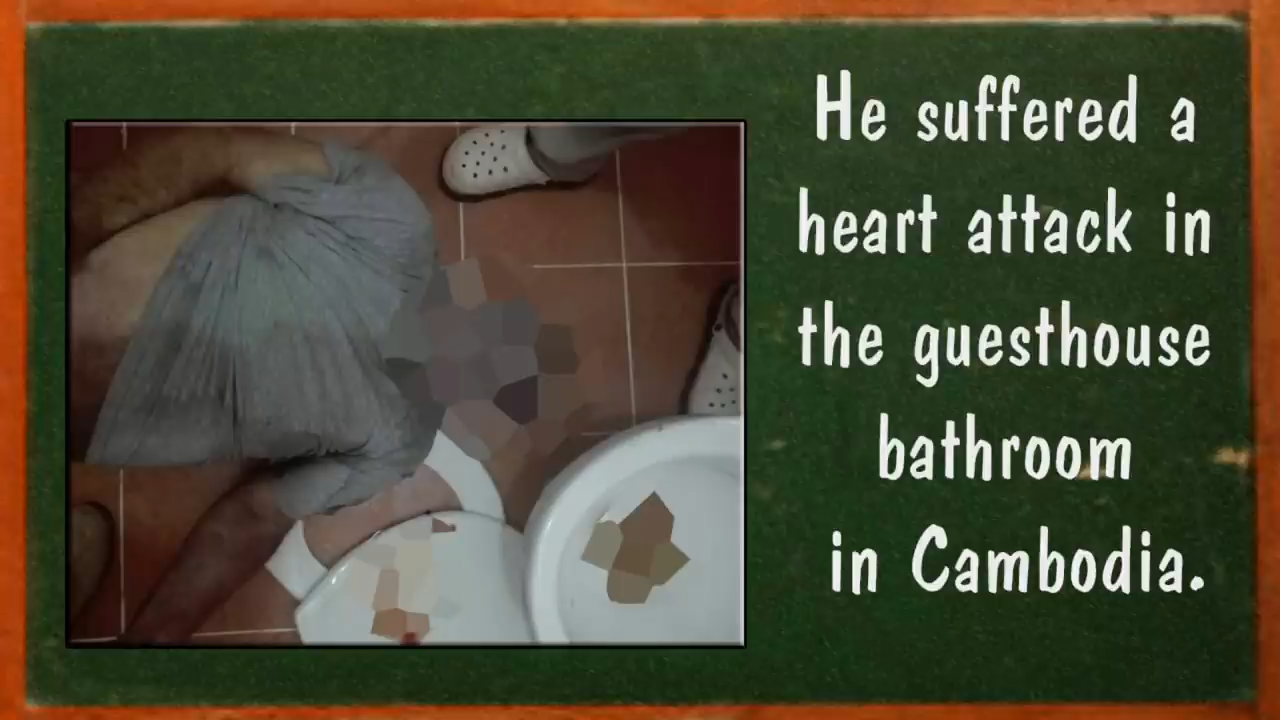 He suffered a
heart attack in
the guesthouse
bathroom
in Cambodia.